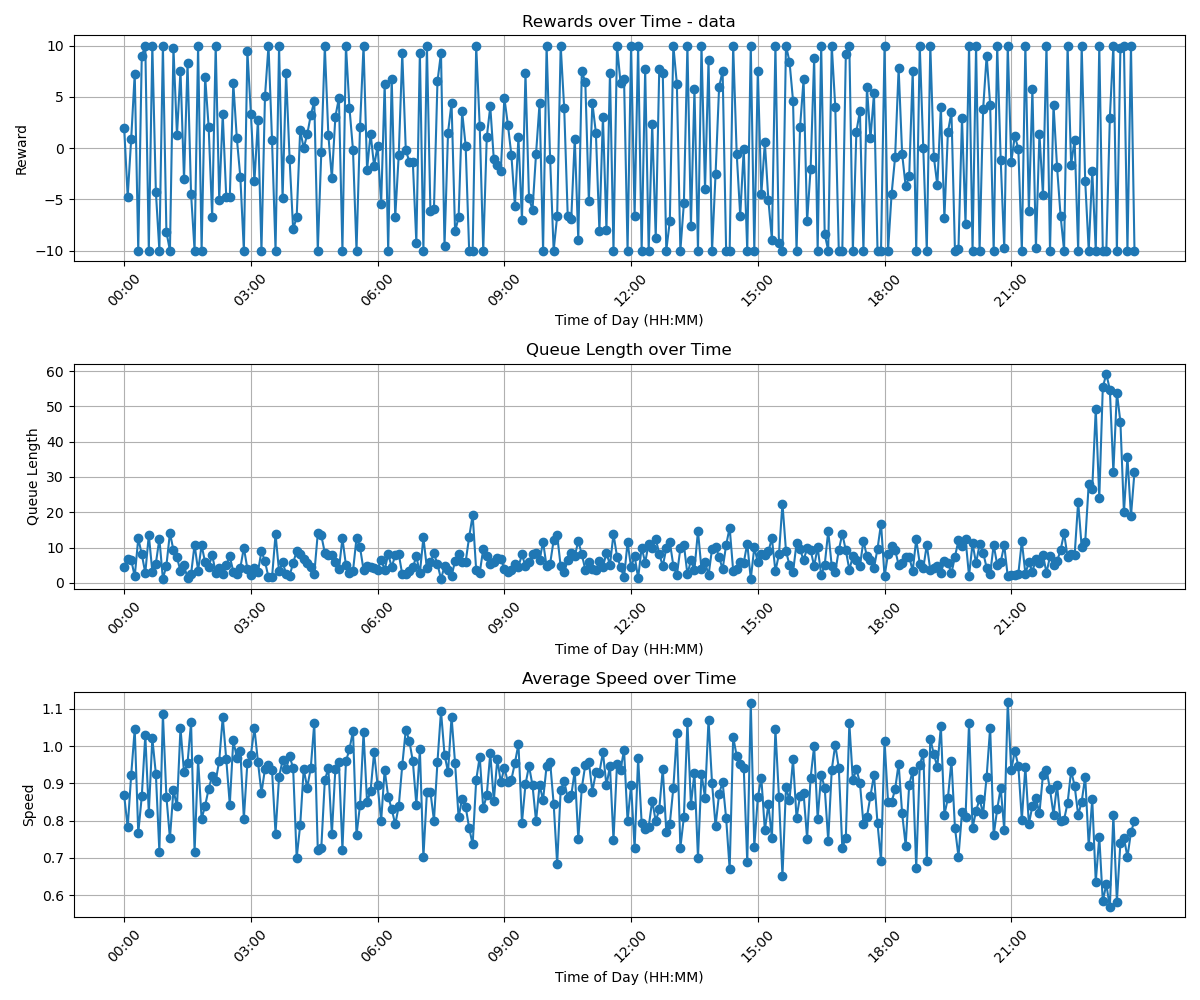 Rewards over Time - data
10
5
0
−5
−10
Reward
00:00 03:00 06:00 09:00 12:00 15:00 18:00 21:00
Time of Day (HH:MM)
Queue Length over Time
60
50
40
30
20
10
0
Queue Length
00:00 03:00 06:00 09:00 12:00 15:00 18:00 21:00
Time of Day (HH:MM)
Average Speed over Time
1.1
1.0
0.9
0.8
0.7
0.6
Speed
00:00 03:00 06:00 09:00 12:00 15:00 18:00 21:00
Time of Day (HH:MM)